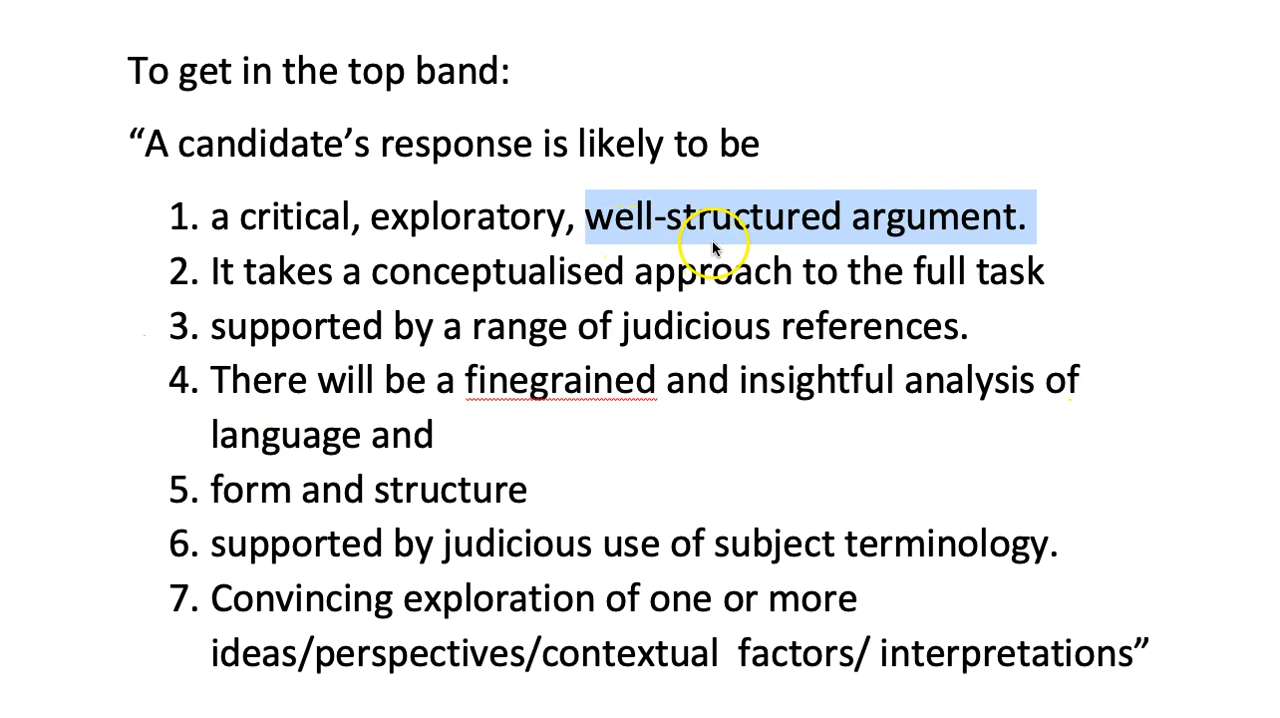 To get in the top band:
“A candidate’s response is likely to be
1. a critical, exploratory, well-structured argument.
2. It takes a conceptualised approach to the full task
3. supported by a range of judicious references.
4. There will be a finegrained and insightful analysis of
language and
5. form and structure
6. supported by judicious use of subject terminology.
7. Convincing exploration of one or more
ideas/perspectives/contextual  factors/ interpretations”